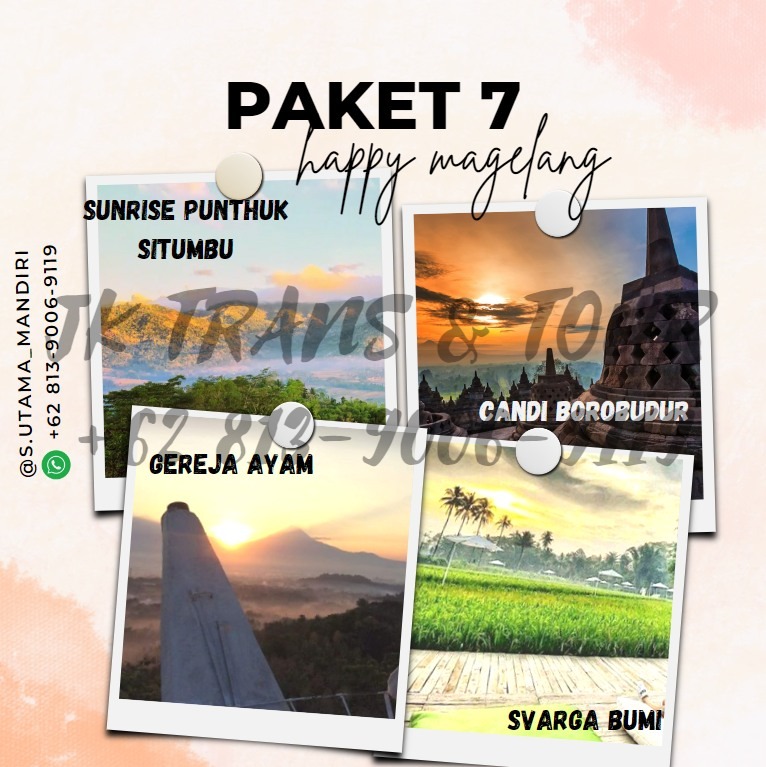 PAKET 7
happy magelang
SUNRISE PUNTHUK
SITUMBU
CANDI BOROBUDUR
GEREJA AYAM
SVARGA BUMI
@S.UTAMA_MANDIRI
+62 813-9006-9119
JK TRANS & TOUR
+62 813-9006-9119